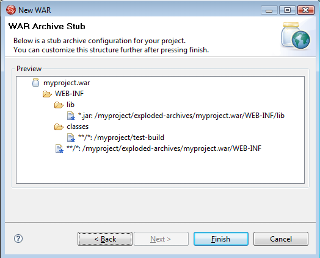 New WAR
WAR Archive Stub
Below is a stub archive configuration for your project.
You can customize this structure further after pressing finish.
Preview
myproject.war
WEB-INF
lib
*.jar: /myproject/exploded-archives/myproject.war/WEB-INF/lib
classes
**/*: /myproject/test-build
**/*: /myproject/exploded-archives/myproject.war/WEB-INF
< Back
Next >
Finish
Cancel